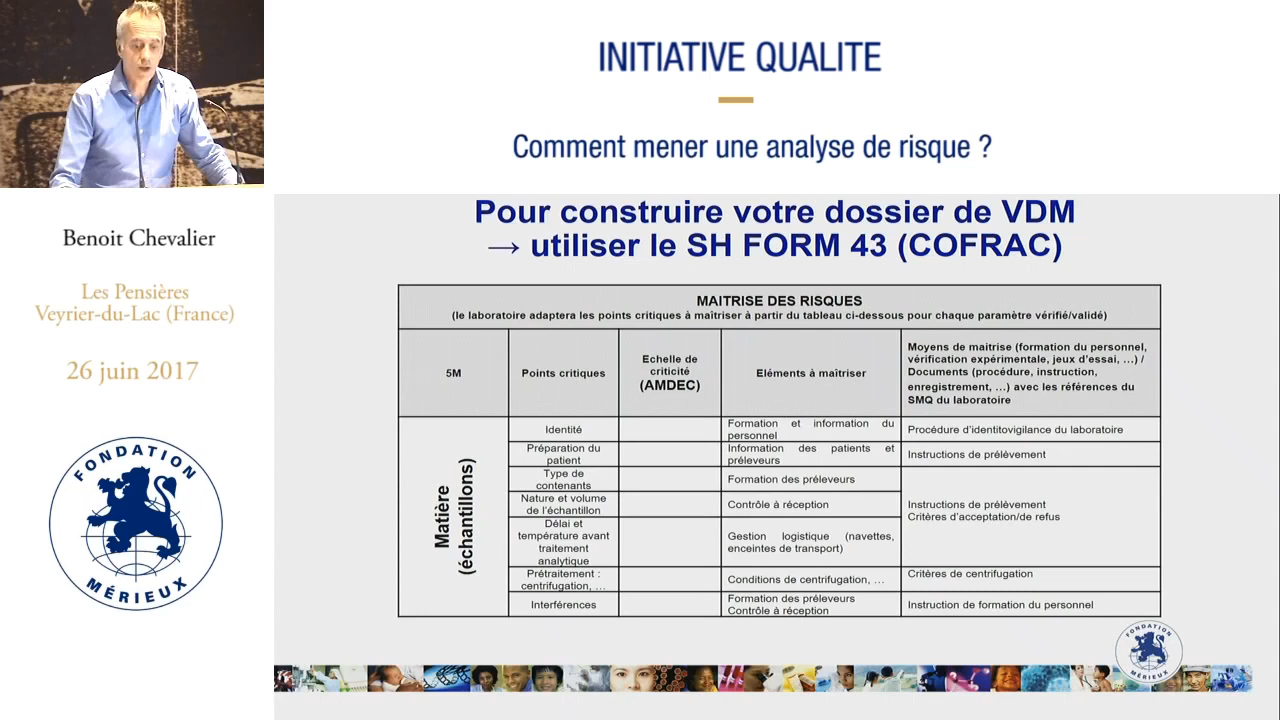 INITIATIVE QUALITE
Comment mener une analyse de risque ?
Benoit Chevalier
Les Pensières
Veyrier-du-Lac (France)
26 juin 2017
FONDATION
MÉRIEUX
Pour construire votre dossier de VDM
→ utiliser le SH FORM 43 (COFRAC)
MAITRISE DES RISQUES
(le laboratoire adaptera les points critiques à maîtriser à partir du tableau ci-dessous pour chaque paramètre vérifié/validé)
5M
Points critiques
Echelle de
criticité
(AMDEC)
Eléments à maîtriser
Moyens de maitrise (formation du personnel,
vérification expérimentale, jeux d'essai, …) /
Documents (procédure, instruction,
enregistrement, …) avec les références du
SMQ du laboratoire
Matière
(échantillons)
Identité
Formation et information du
personnel
Procédure d'identitovigilance du laboratoire
Préparation du
patient
Information des patients et
préleveurs
Instructions de prélèvement
Type de
contenants
Formation des préleveurs
Instructions de prélèvement
Critères d'acceptation/de refus
Nature et volume
de l'échantillon
Contrôle à réception
Délai et
température avant
traitement
analytique
Gestion logistique (navettes,
enceintes de transport)
Prétraitement :
centrifugation, …
Conditions de centrifugation, …
Critères de centrifugation
Interférences
Formation des préleveurs
Contrôle à réception
Instruction de formation du personnel
FONDATION
MÉRIEUX